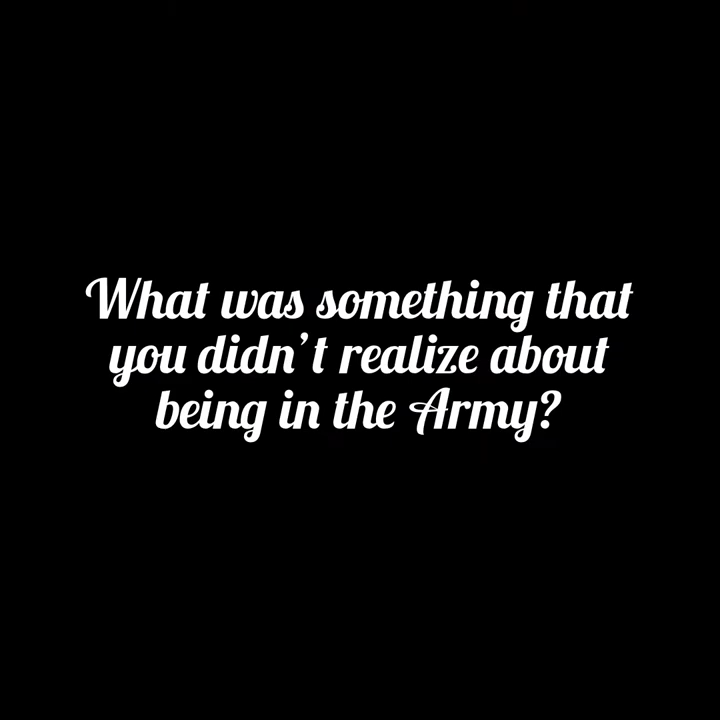 What was something that
you didn't realize about
being in the Army?